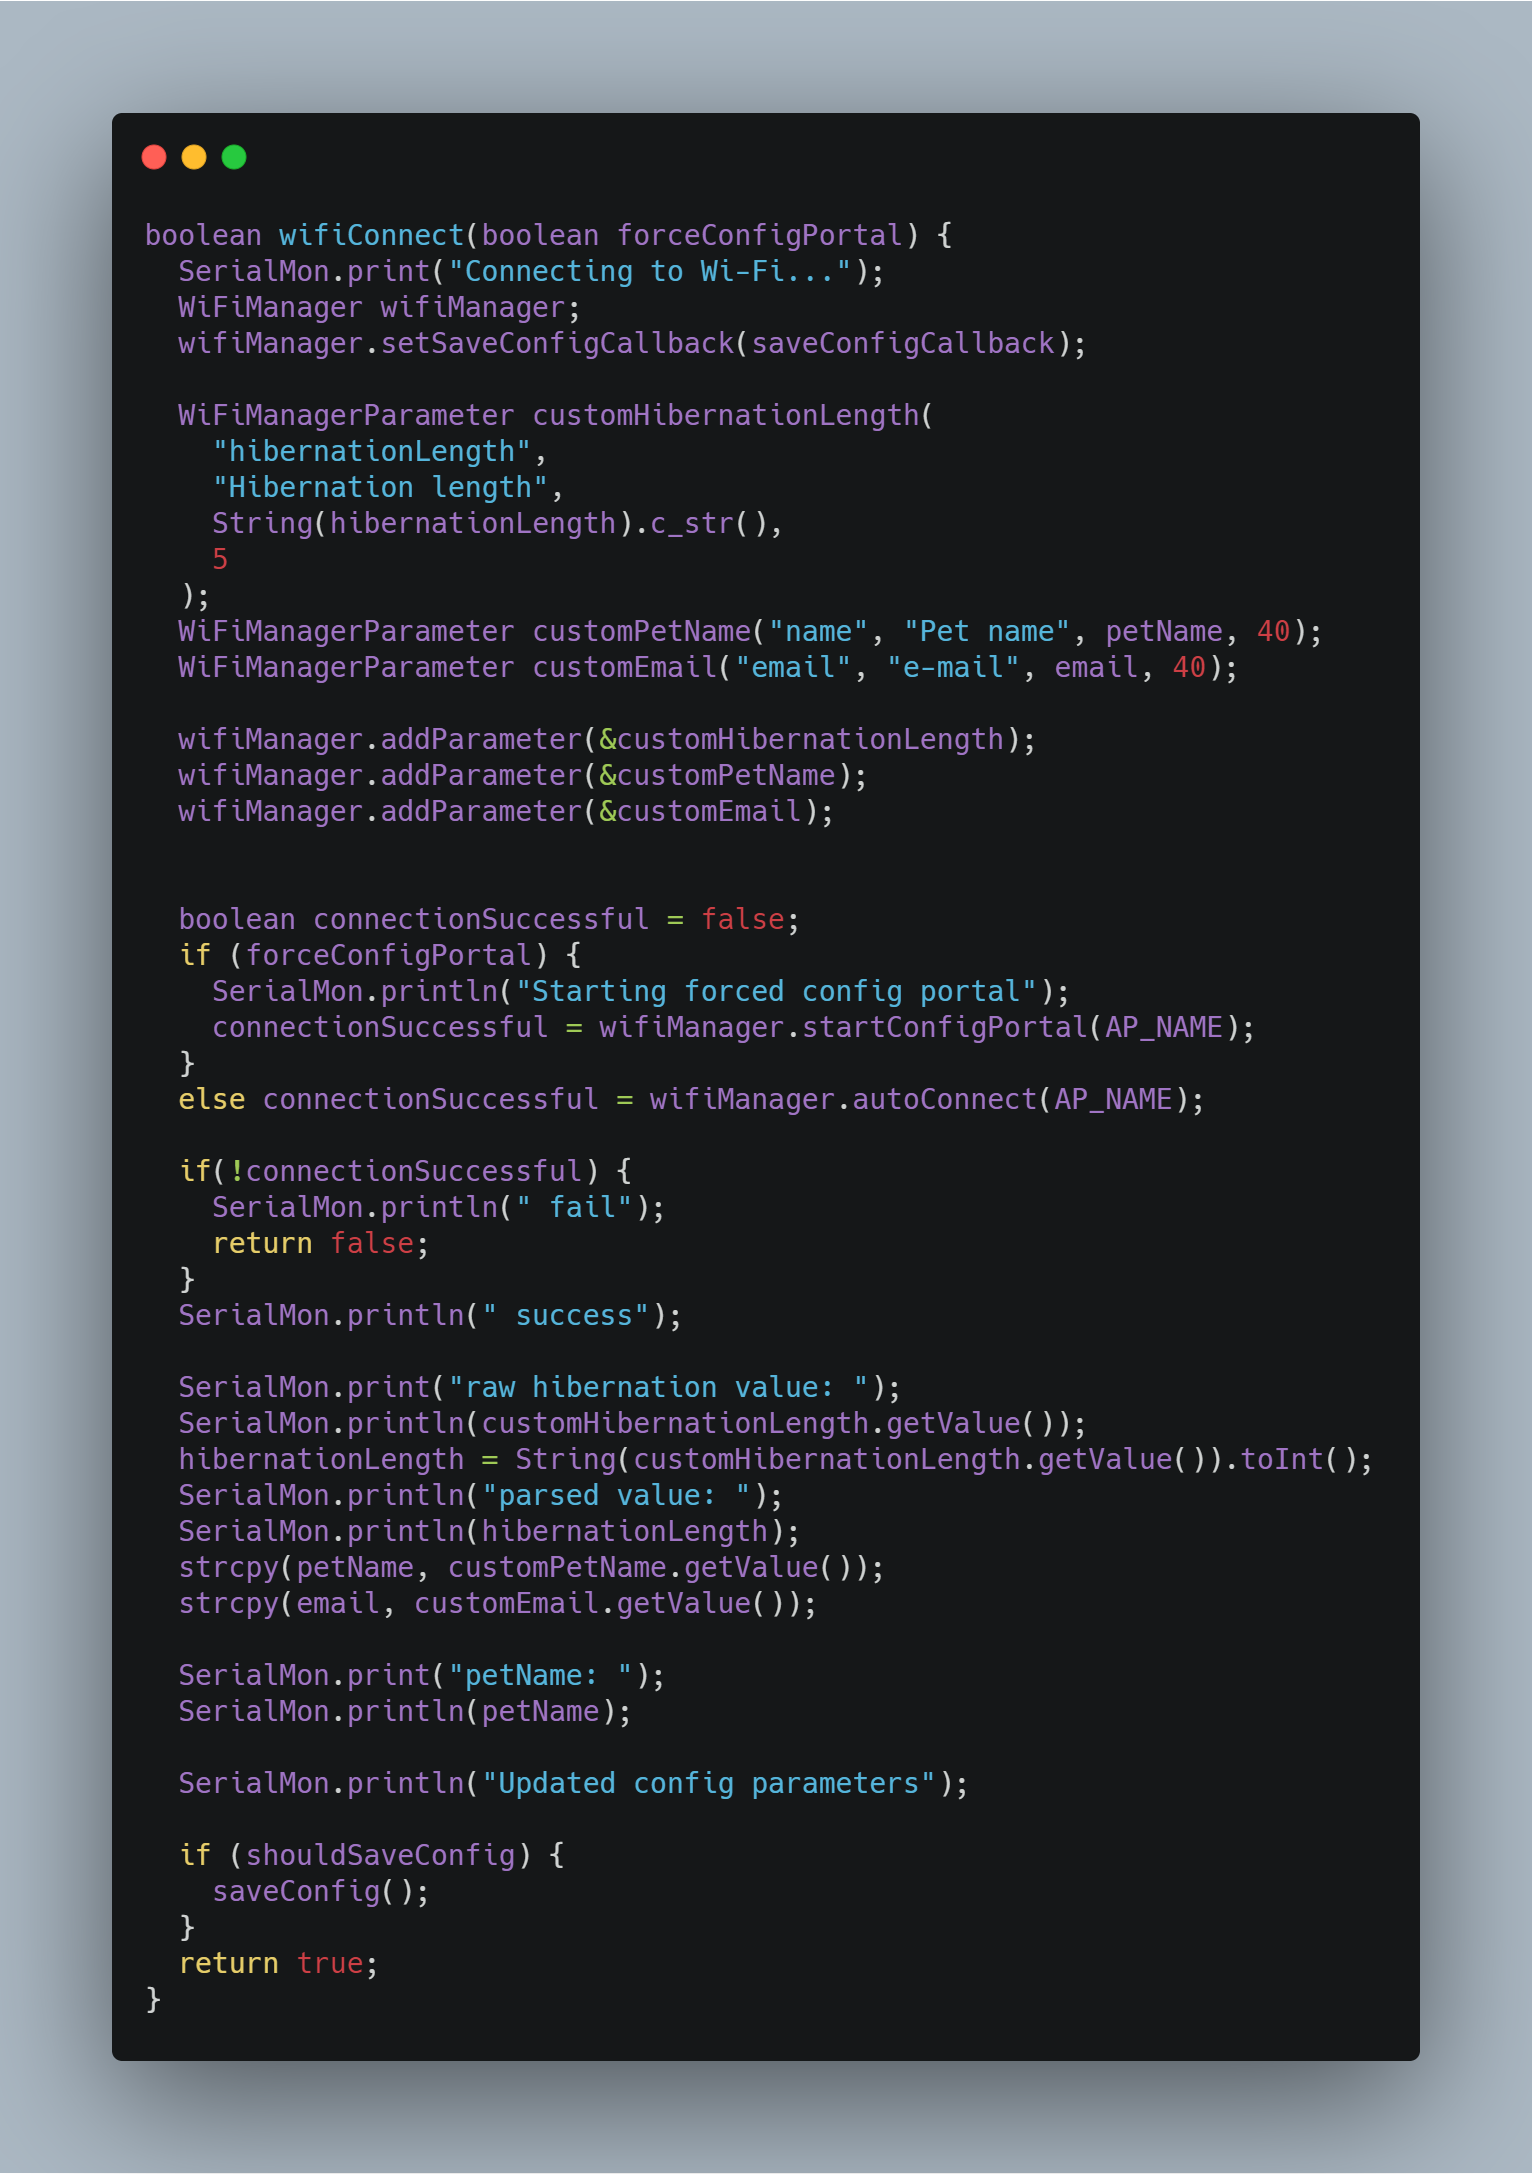 boolean wifiConnect(boolean forceConfigPortal) {
  SerialMon.print("Connecting to Wi-Fi...");
  WiFiManager wifiManager;
  wifiManager.setSaveConfigCallback(saveConfigCallback);

  WiFiManagerParameter customHibernationLength(
    "hibernationLength",
    "Hibernation length",
    String(hibernationLength).c_str(),
    5
  );
  WiFiManagerParameter customPetName("name", "Pet name", petName, 40);
  WiFiManagerParameter customEmail("email", "e-mail", email, 40);

  wifiManager.addParameter(&customHibernationLength);
  wifiManager.addParameter(&customPetName);
  wifiManager.addParameter(&customEmail);


  boolean connectionSuccessful = false;
  if (forceConfigPortal) {
    SerialMon.println("Starting forced config portal");
    connectionSuccessful = wifiManager.startConfigPortal(AP_NAME);
  }
  else connectionSuccessful = wifiManager.autoConnect(AP_NAME);

  if(!connectionSuccessful) {
    SerialMon.println(" fail");
    return false;
  }
  SerialMon.println(" success");

  SerialMon.print("raw hibernation value: ");
  SerialMon.println(customHibernationLength.getValue());
  hibernationLength = String(customHibernationLength.getValue()).toInt();
  SerialMon.println("parsed value: ");
  SerialMon.println(hibernationLength);
  strcpy(petName, customPetName.getValue());
  strcpy(email, customEmail.getValue());

  SerialMon.print("petName: ");
  SerialMon.println(petName);

  SerialMon.println("Updated config parameters");

  if (shouldSaveConfig) {
    saveConfig();
  }
  return true;
}